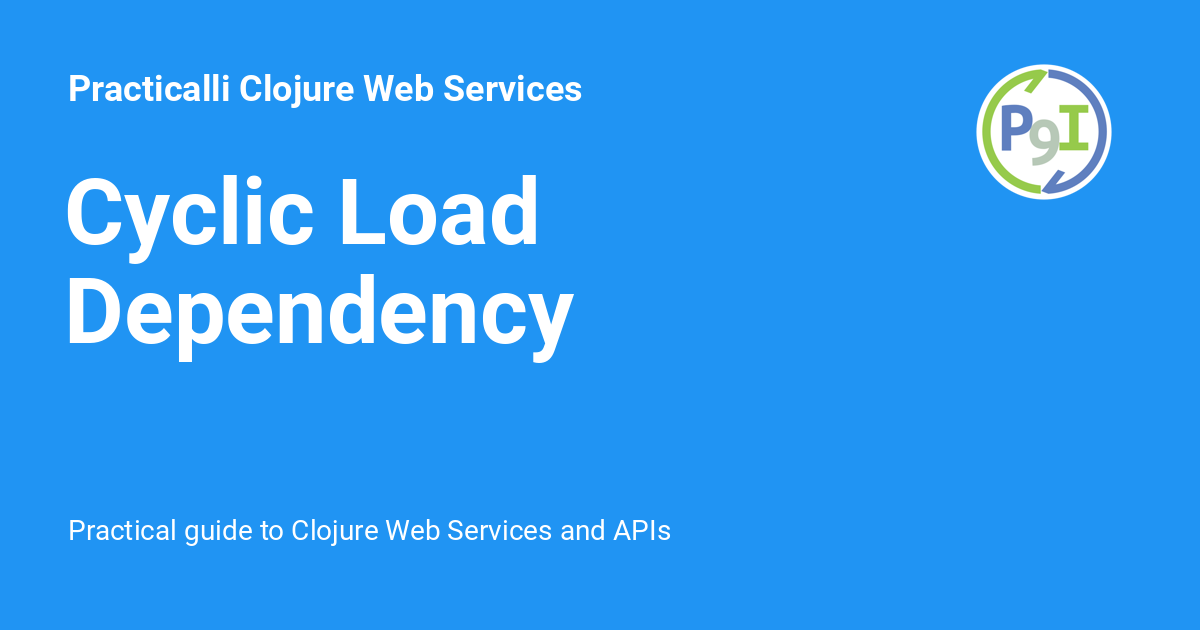 Practicalli Clojure Web Services
P9I
Cyclic Load
Dependency
Practical guide to Clojure Web Services and APIs